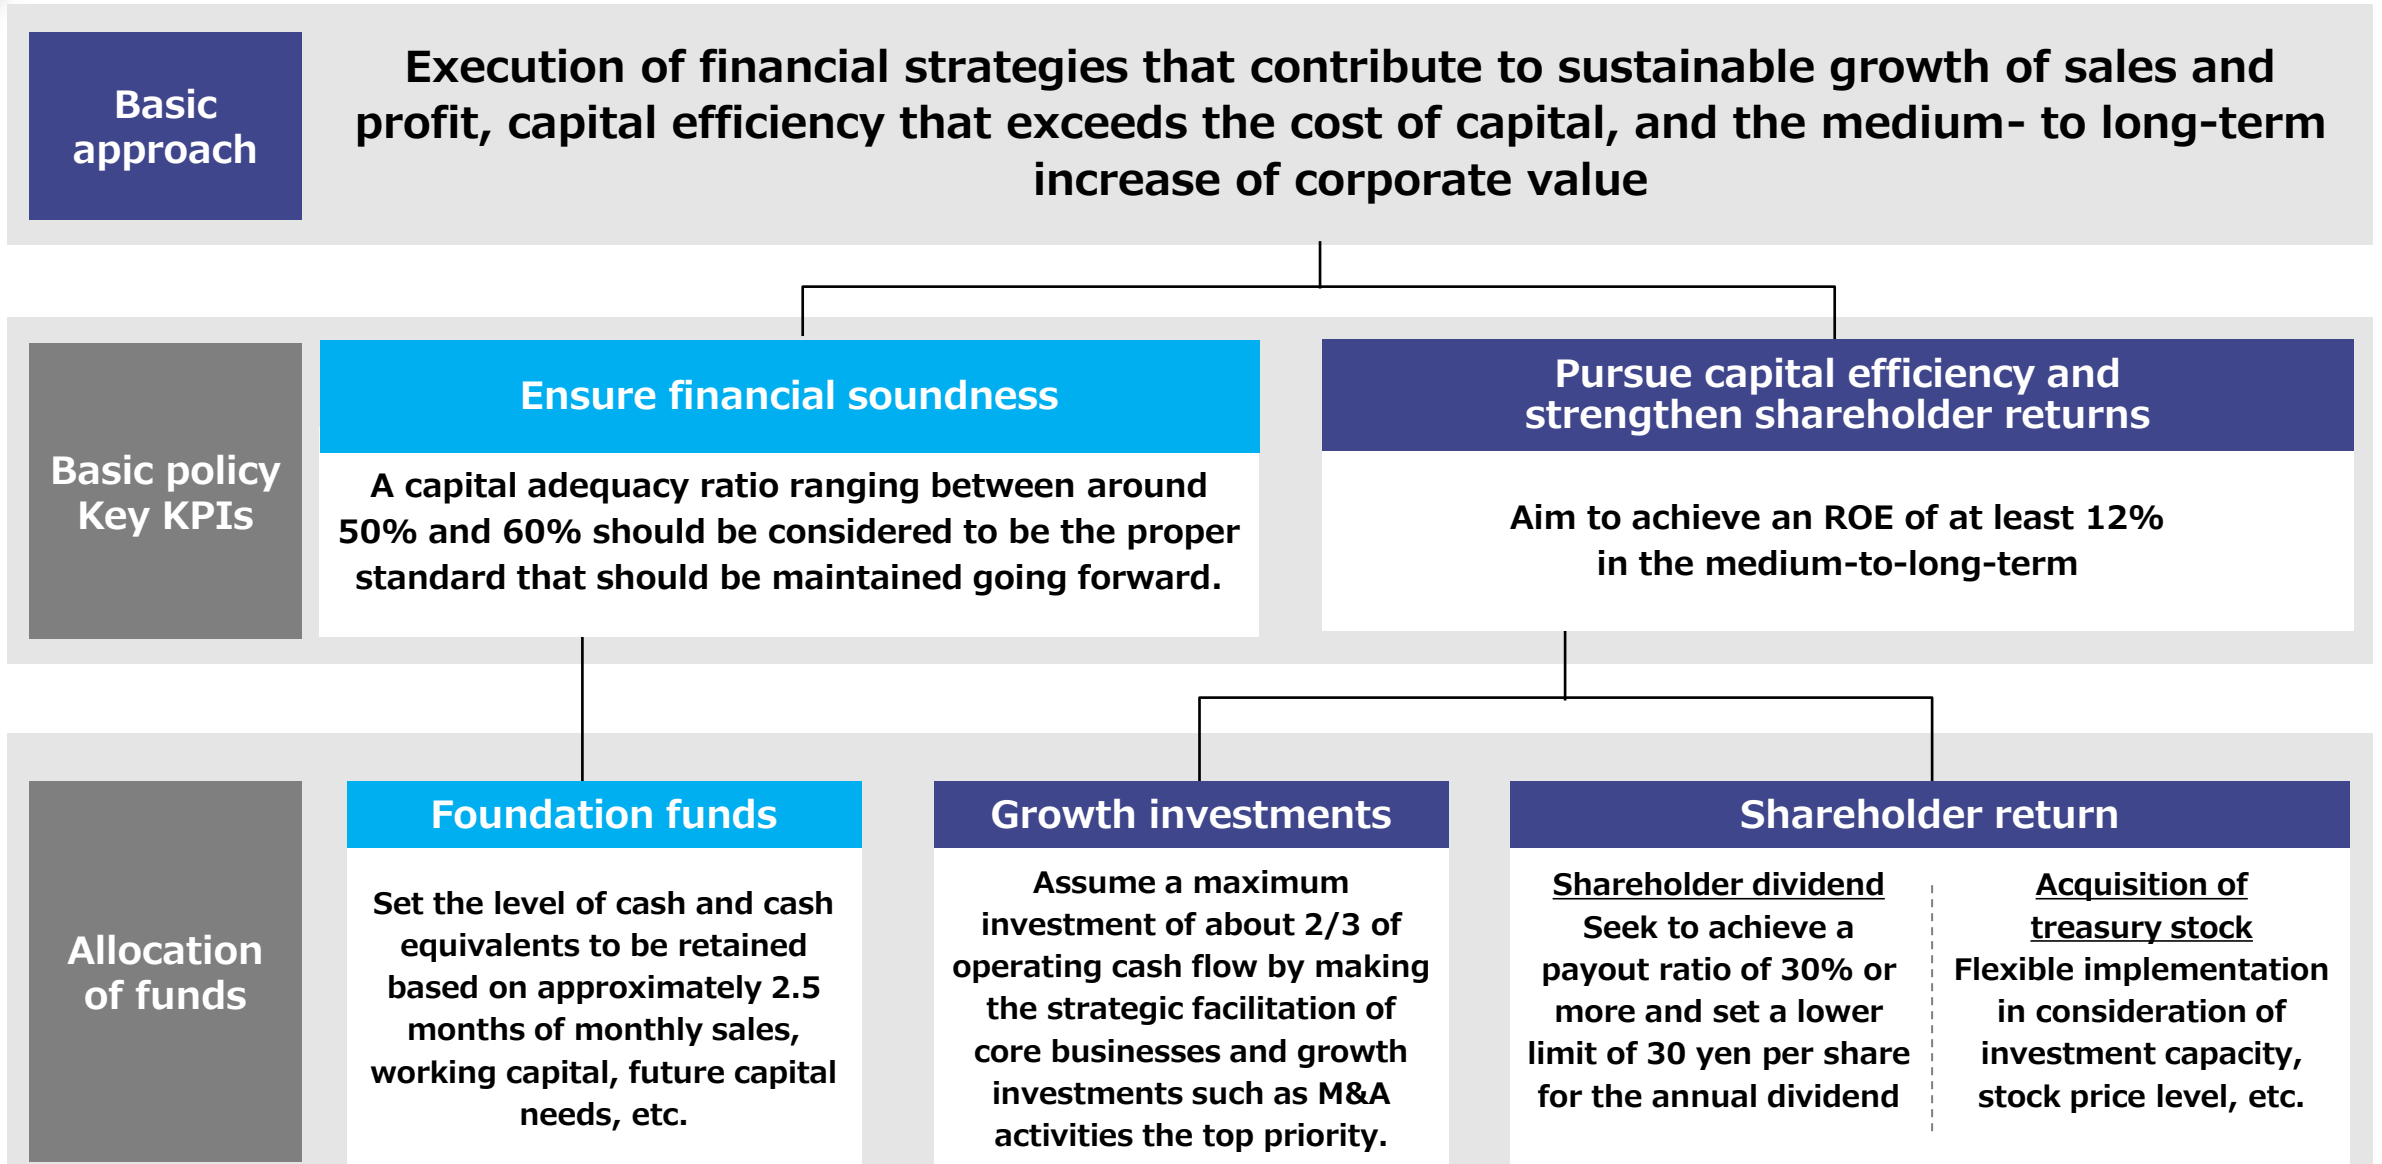 Basic
approach
Execution of financial strategies that contribute to sustainable growth of sales and
profit, capital efficiency that exceeds the cost of capital, and the medium- to long-term
increase of corporate value
Basic policy
Key KPIs
Ensure financial soundness
A capital adequacy ratio ranging between around
50% and 60% should be considered to be the proper
standard that should be maintained going forward.
Pursue capital efficiency and
strengthen shareholder returns
Aim to achieve an ROE of at least 12%
in the medium-to-long-term
Allocation
of funds
Foundation funds
Set the level of cash and cash
equivalents to be retained
based on approximately 2.5
months of monthly sales,
working capital, future capital
needs, etc.
Growth investments
Assume a maximum
investment of about 2/3 of
operating cash flow by making
the strategic facilitation of
core businesses and growth
investments such as M&A
activities the top priority.
Shareholder return
Shareholder dividend
Seek to achieve a
payout ratio of 30% or
more and set a lower
limit of 30 yen per share
for the annual dividend
Acquisition of
treasury stock
Flexible implementation
in consideration of
investment capacity,
stock price level, etc.